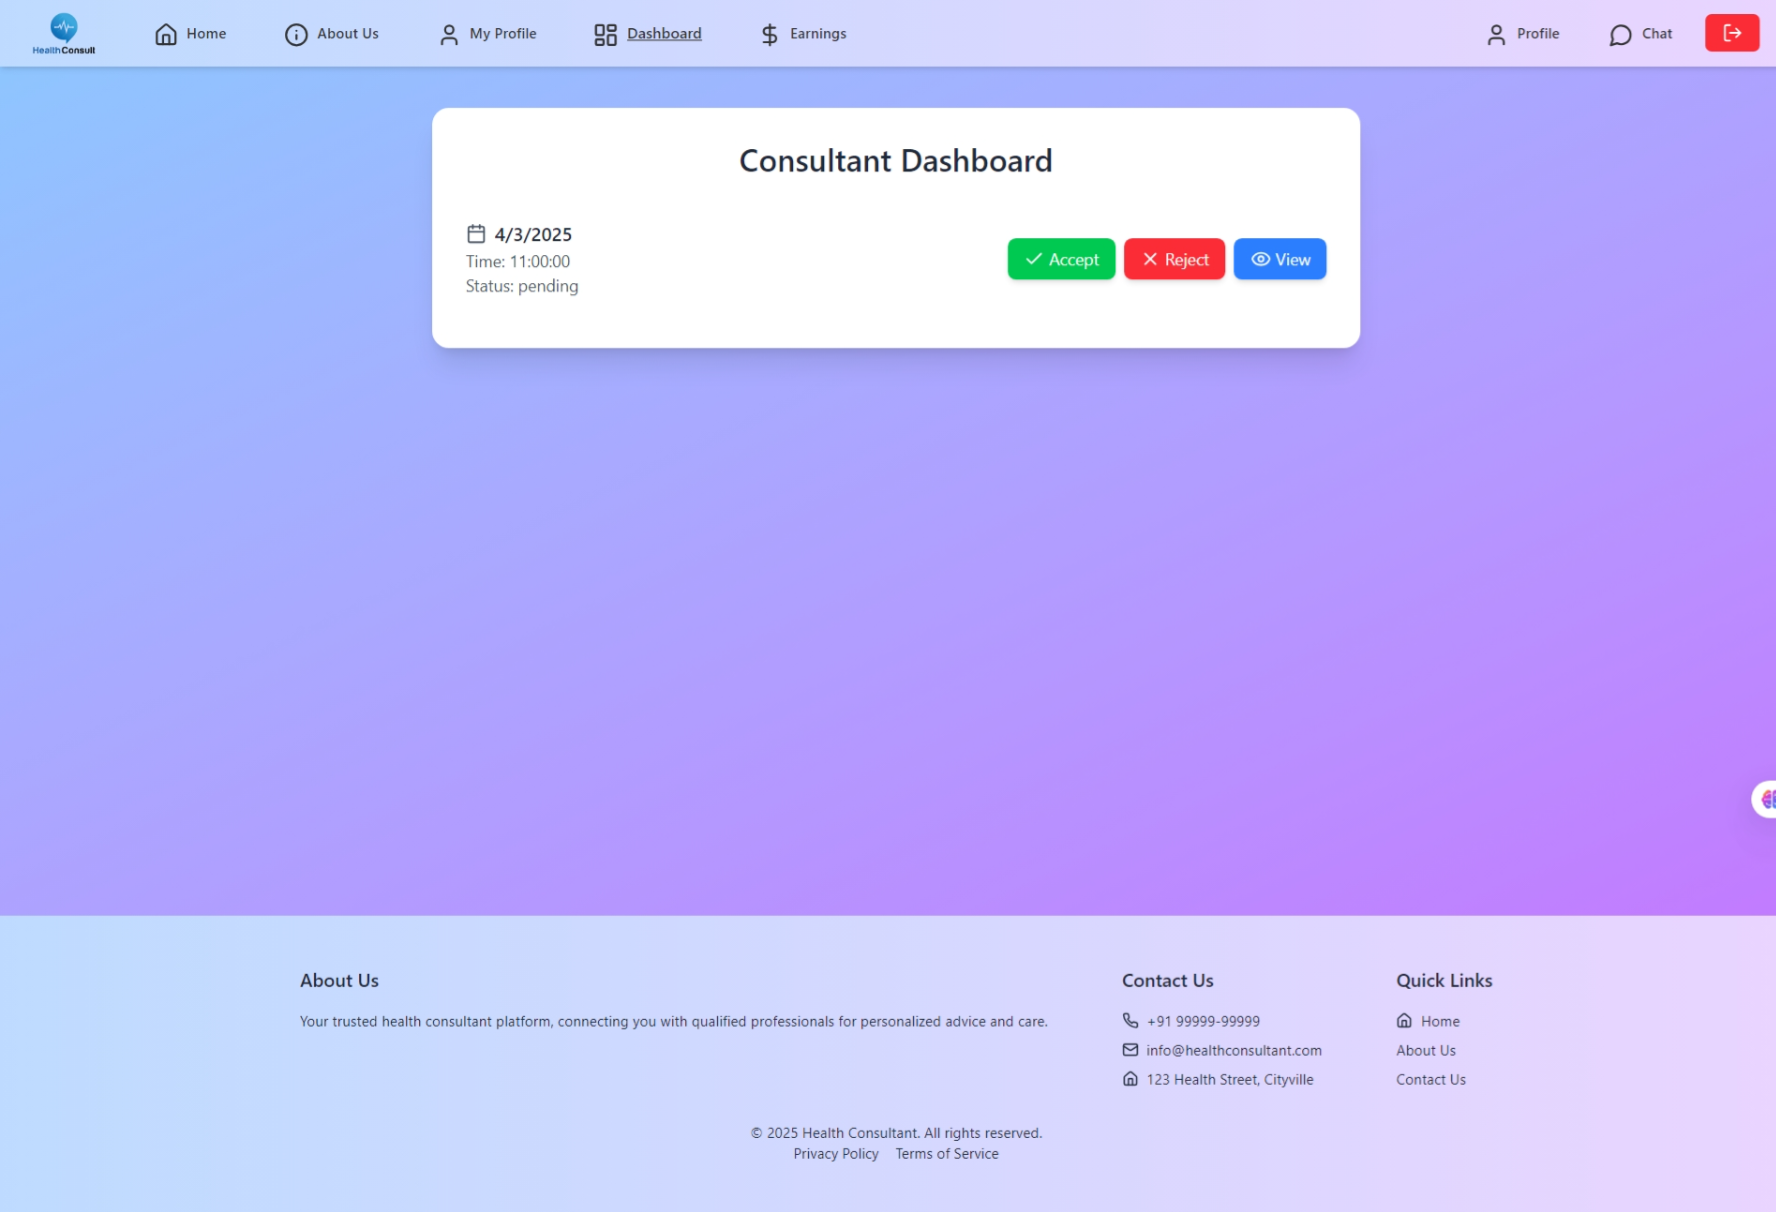 HealthConsult
Home
About Us
My Profile
Dashboard
Earnings
Profile
Chat
Consultant Dashboard
4/3/2025
Time: 11:00:00
Status: pending
Accept
Reject
View
About Us
Your trusted health consultant platform, connecting you with qualified professionals for personalized advice and care.
Contact Us
+91 99999-99999
info@healthconsultant.com
123 Health Street, Cityville
Quick Links
Home
About Us
Contact Us
© 2025 Health Consultant. All rights reserved.
Privacy Policy Terms of Service